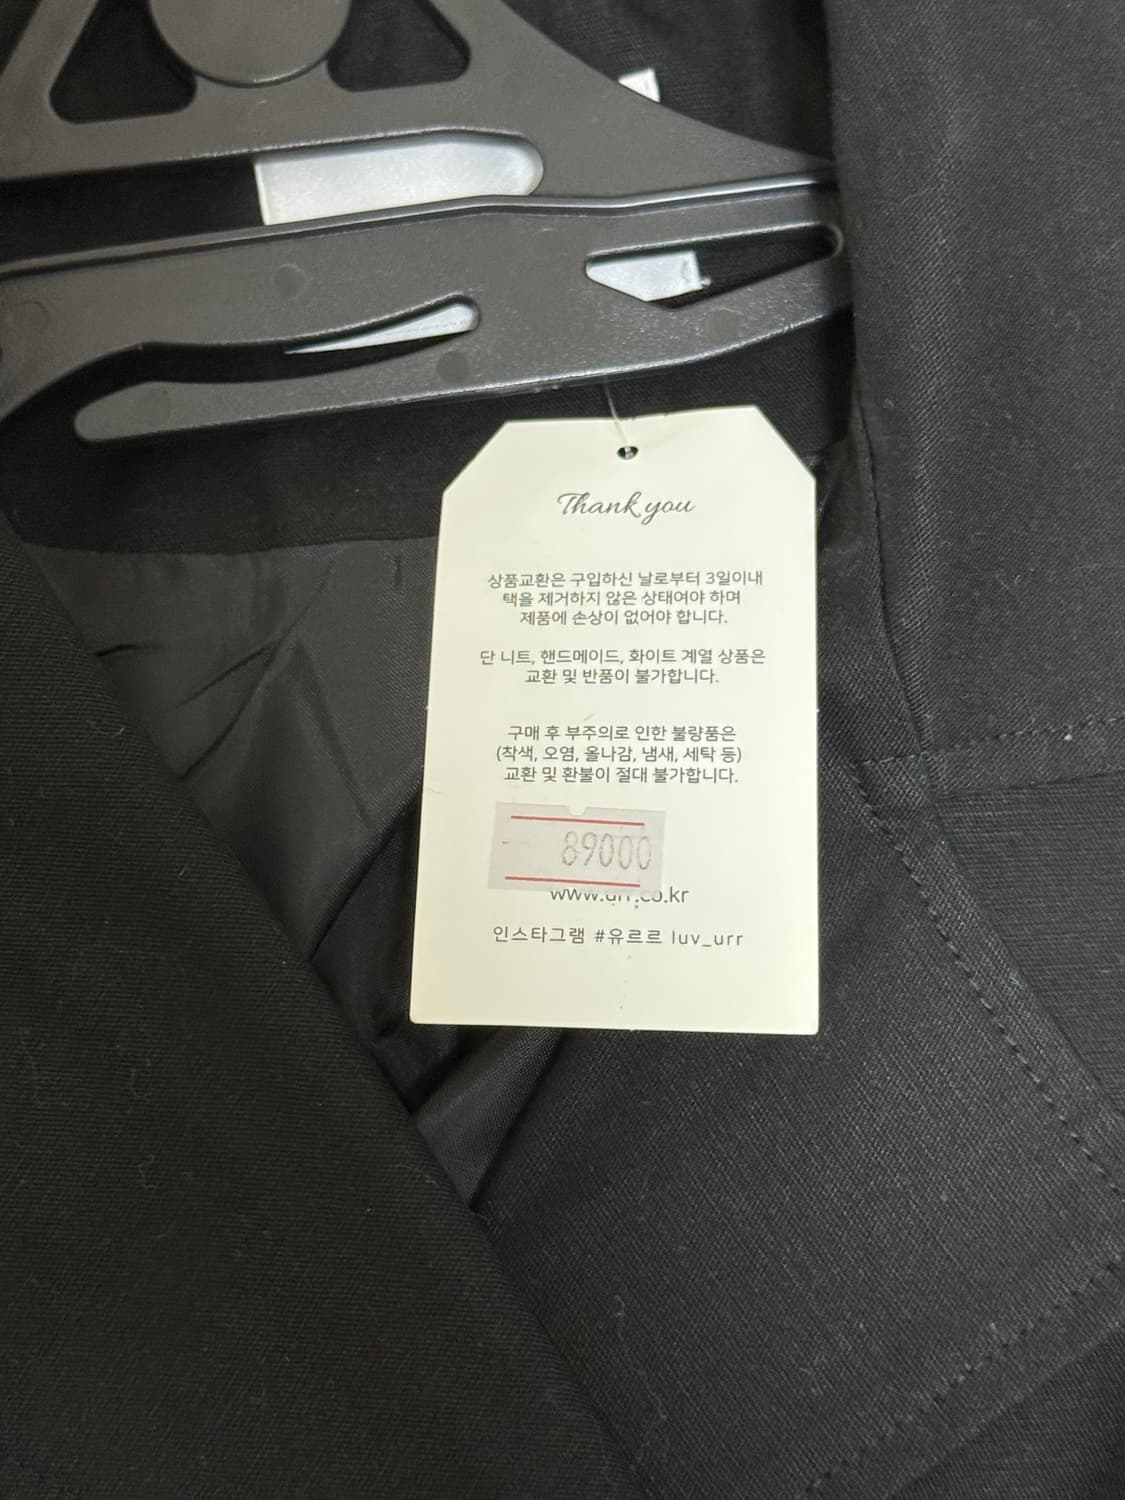 Thank you
상품교환은 구입하신 날로부터 3일이내
택을 제거하지 않은 상태여야 하며
제품에 손상이 없어야 합니다.
단 니트, 핸드메이드, 화이트 계열 상품은
교환 및 반품이 불가합니다.
구매 후 부주의로 인한 불량품은
(착색, 오염, 올나감, 냄새, 세탁 등)
교환 및 환불이 절대 불가합니다.
89000
www.urr.co.kr
인스타그램 #유르르 luv_urr